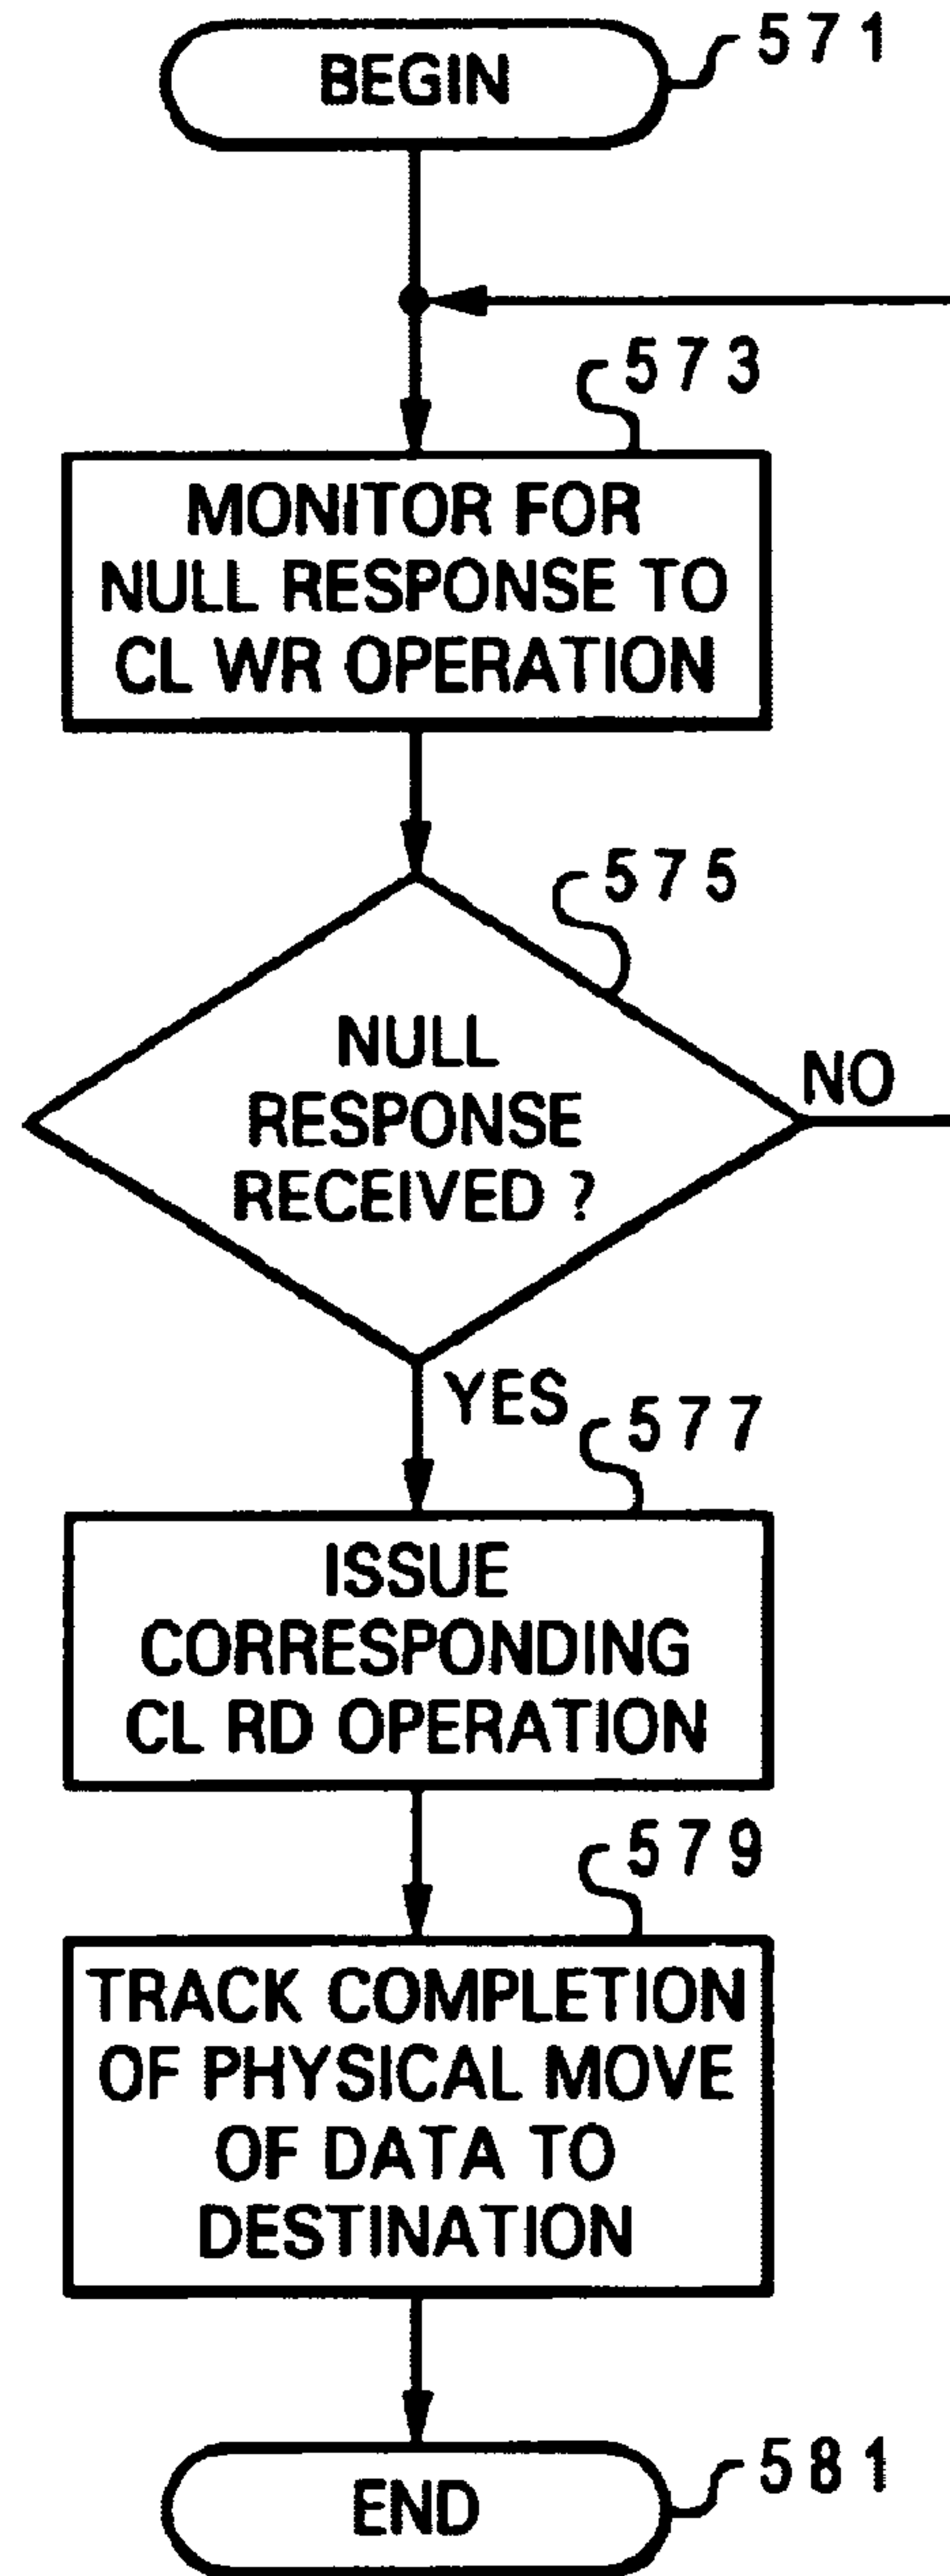 BEGIN
571
573
MONITOR FOR
NULL RESPONSE TO
CL WR OPERATION
575
NULL
RESPONSE
RECEIVED ?
NO
YES
577
ISSUE
CORRESPONDING
CL RD OPERATION
579
TRACK COMPLETION
OF PHYSICAL MOVE
OF DATA TO
DESTINATION
END
581